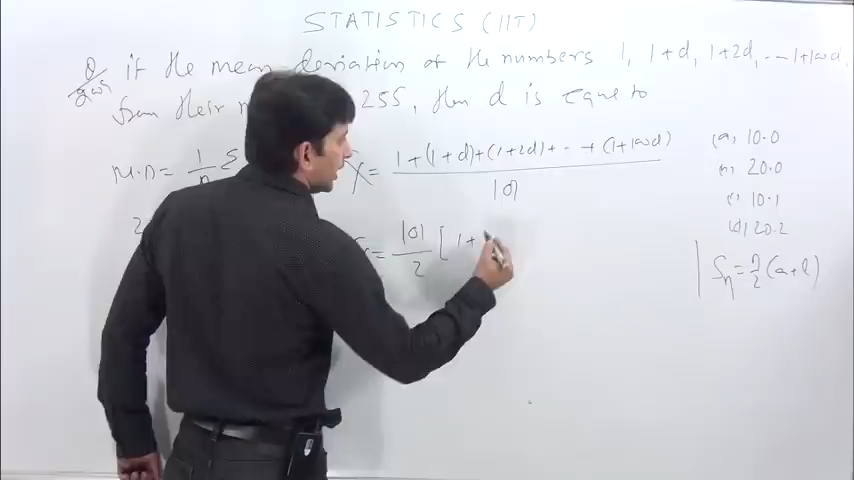 STATISTICS (IIT)
Q if the mean deviation of the numbers 1, 1+d, 1+2d, --- 1+100d,
from their 255, then d is equal to
M.D = 1/n Σ X̄ = 1+(1+d)+(1+2d)+ -- +(1+100d) / 101
(a) 10.0
20.0
(c) 10.1
(d) 20.2
= 101/2 [ 1+
Sn = n/2 (a+l)